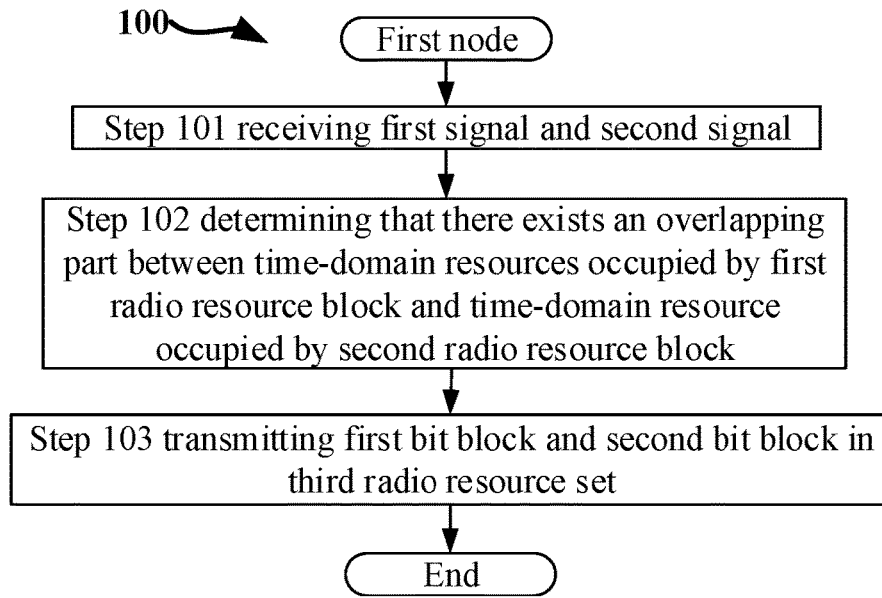 100
First node
Step 101 receiving first signal and second signal
Step 102 determining that there exists an overlapping
part between time-domain resources occupied by first
radio resource block and time-domain resource
occupied by second radio resource block
Step 103 transmitting first bit block and second bit block in
third radio resource set
End